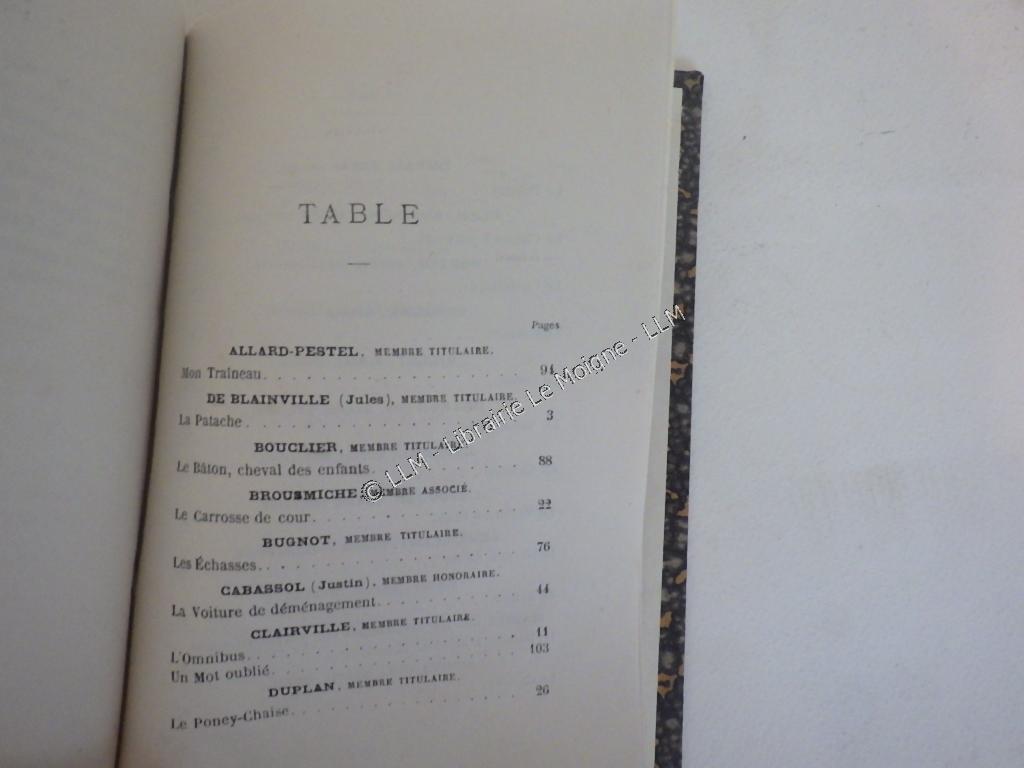 TABLE
Pages
ALLARD-PESTEL, MEMBRE TITULAIRE.
Mon Traîneau. . . . . . . . . . . . . . . . 94
DE BLAINVILLE (Jules), MEMBRE TITULAIRE.
La Patache . . . . . . . . . . . . . . . . 3
BOUCLIER, MEMBRE TITULAIRE.
Le Bâton, cheval des enfants. . . . . . . . . 88
BROUSMICHE, MEMBRE ASSOCIÉ.
Le Carrosse de cour. . . . . . . . . . . . . 22
BUGNOT, MEMBRE TITULAIRE.
Les Échasses. . . . . . . . . . . . . . . . 76
CABASSOL (Justin), MEMBRE HONORAIRE.
La Voiture de déménagement. . . . . . . . . 44
CLAIRVILLE, MEMBRE TITULAIRE.
L'Omnibus. . . . . . . . . . . . . . . . . 11
Un Mot oublié. . . . . . . . . . . . . . . 103
DUPLAN, MEMBRE TITULAIRE.
Le Poney-Chaise. . . . . . . . . . . . . . 26
© LLM - Librairie Le Moigne - LLM